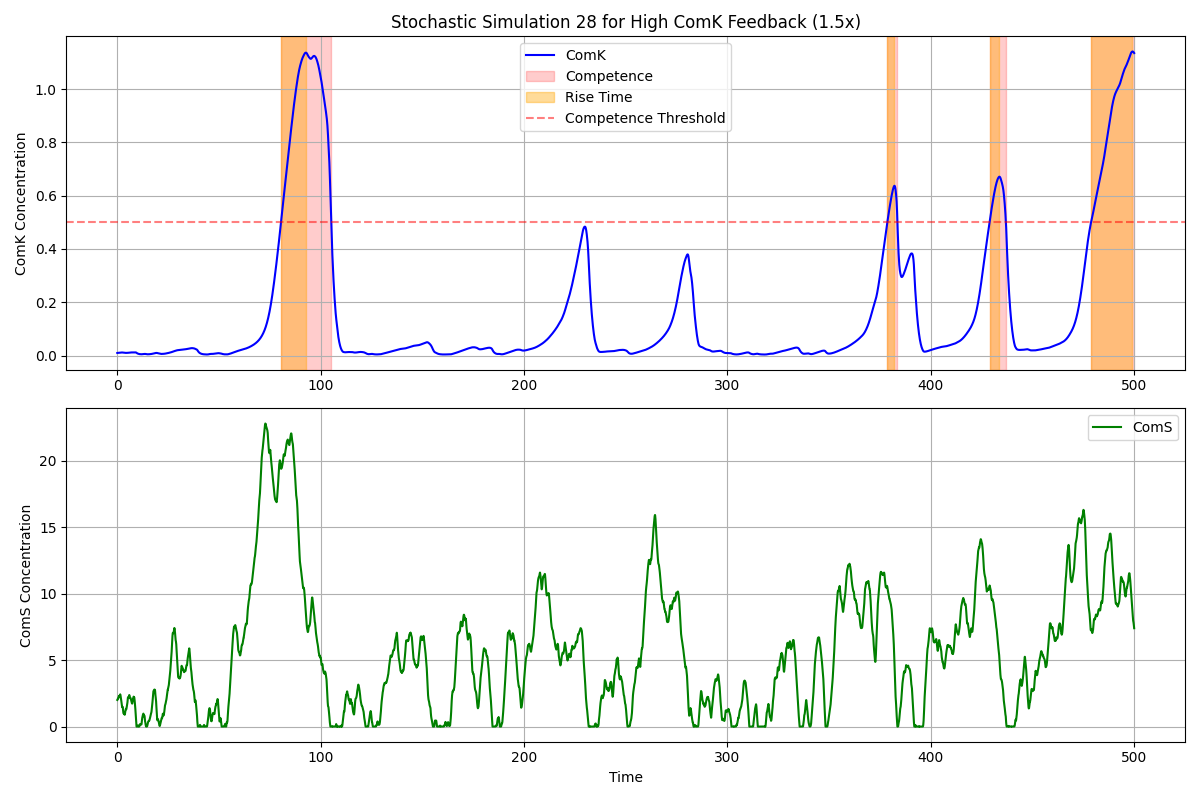 Stochastic Simulation 28 for High ComK Feedback (1.5x)
ComK Concentration
1.0
0.8
0.6
0.4
0.2
0.0
ComK
Competence
Rise Time
Competence Threshold
0 100 200 300 400 500
ComS Concentration
20
15
10
5
0
ComS
0 100 200 300 400 500
Time